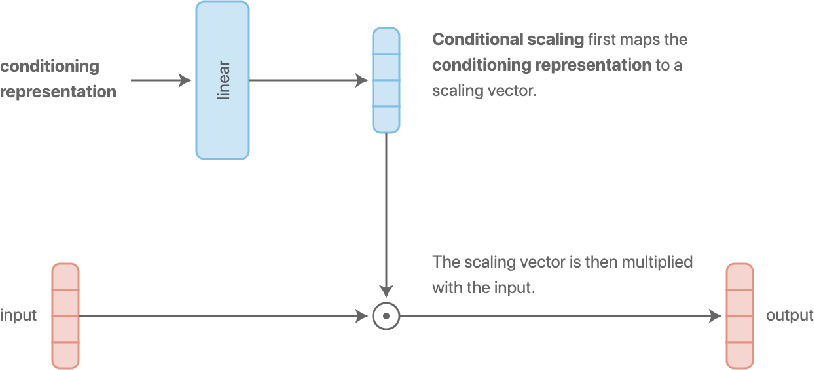 conditioning
representation
linear
Conditional scaling first maps the
conditioning representation to a
scaling vector.
The scaling vector is then multiplied
with the input.
input
output